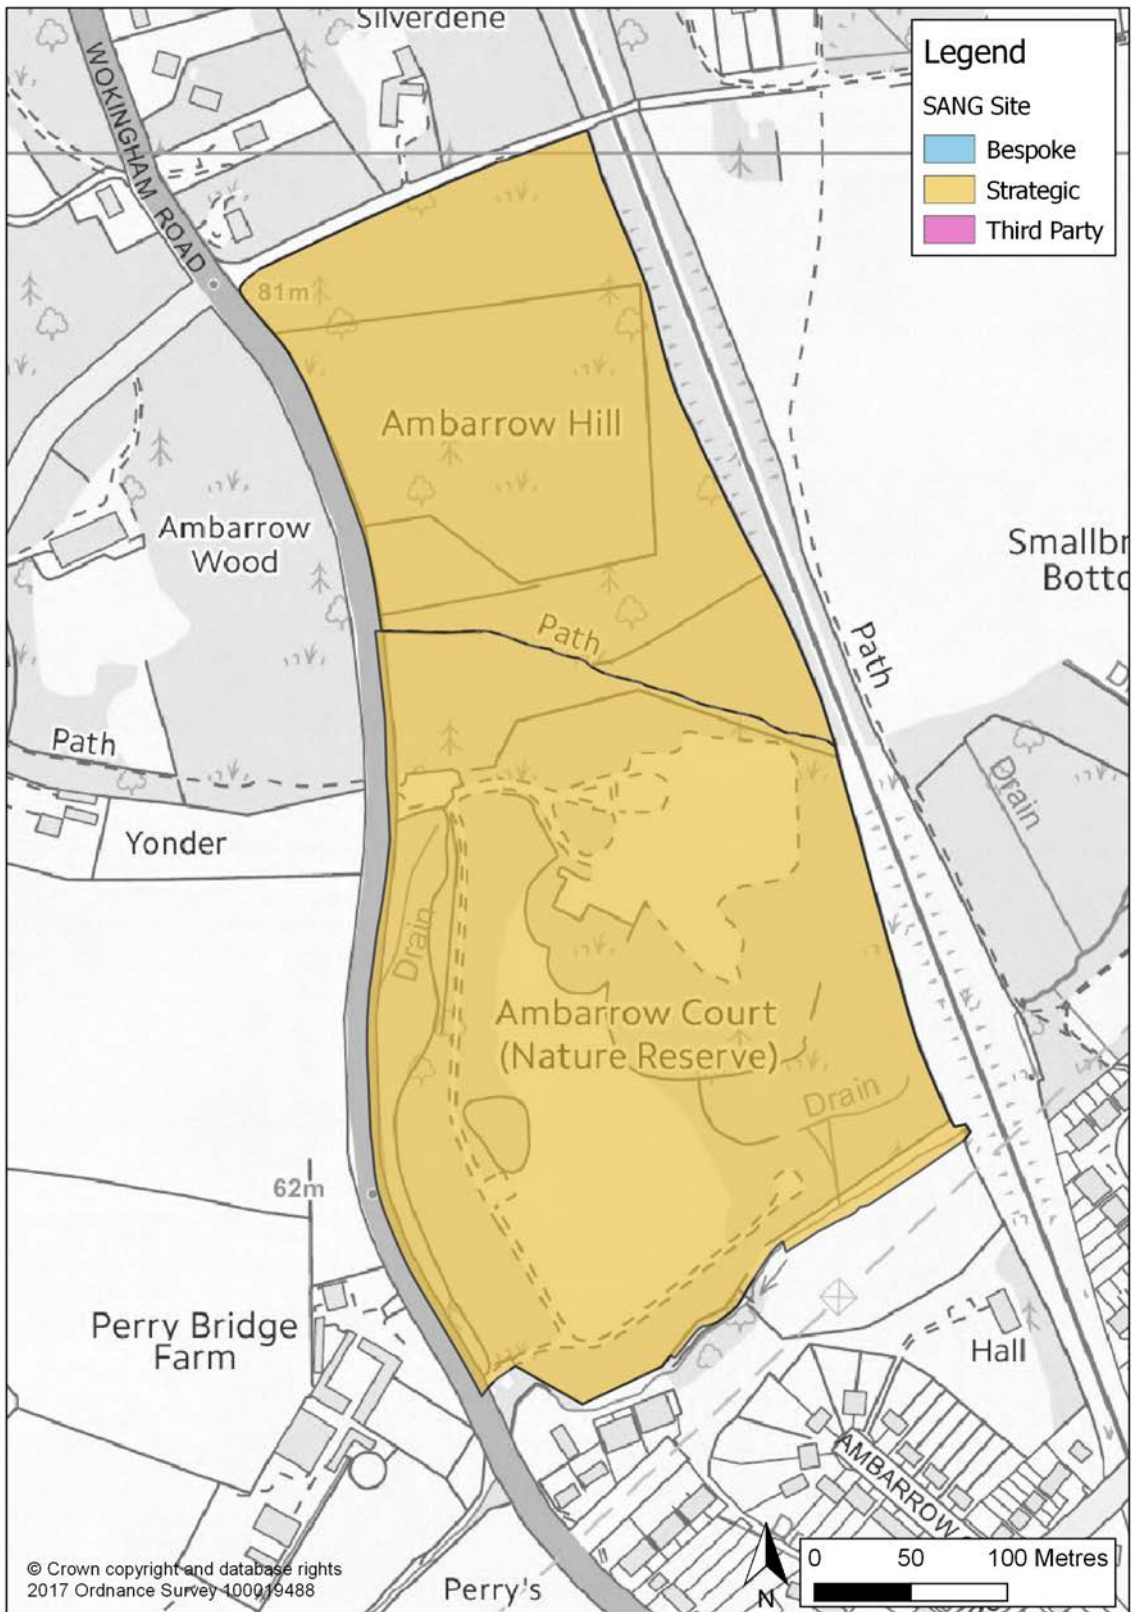 Silverdene
Legend
SANG Site
Bespoke
Strategic
Third Party
WOKINGHAM ROAD
81m
Ambarrow Hill
Ambarrow
Wood
Path
Path
Path
Drain
Yonder
Drain
Ambarrow Court
(Nature Reserve)
Drain
62m
Perry Bridge
Farm
Hall
AMBARROW
0 50 100 Metres
N
Perry's
© Crown copyright and database rights
2017 Ordnance Survey 100019488